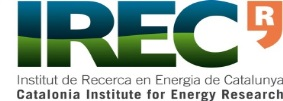 IREC R
Institut de Recerca en Energia de Catalunya
Catalonia Institute for Energy Research